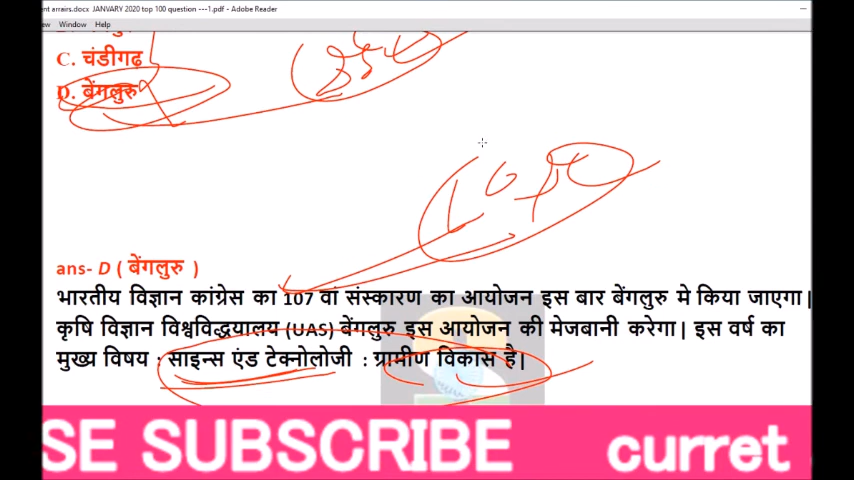 ent arrairs.docx JANVARY 2020 top 100 question ---1.pdf - Adobe Reader
ew Window Help
C. चंडीगढ़
D. बेंगलुरु
ans- D ( बेंगलुरु )
भारतीय विज्ञान कांग्रेस का 107 वां संस्कारण का आयोजन इस बार बेंगलुरु मे किया जाएगा|
कृषि विज्ञान विश्वविद्धयालय (UAS) बेंगलुरु इस आयोजन की मेजबानी करेगा| इस वर्ष का
मुख्य विषय : साइन्स एंड टेक्नोलोजी : ग्रामीण विकास है|
SE SUBSCRIBE curret